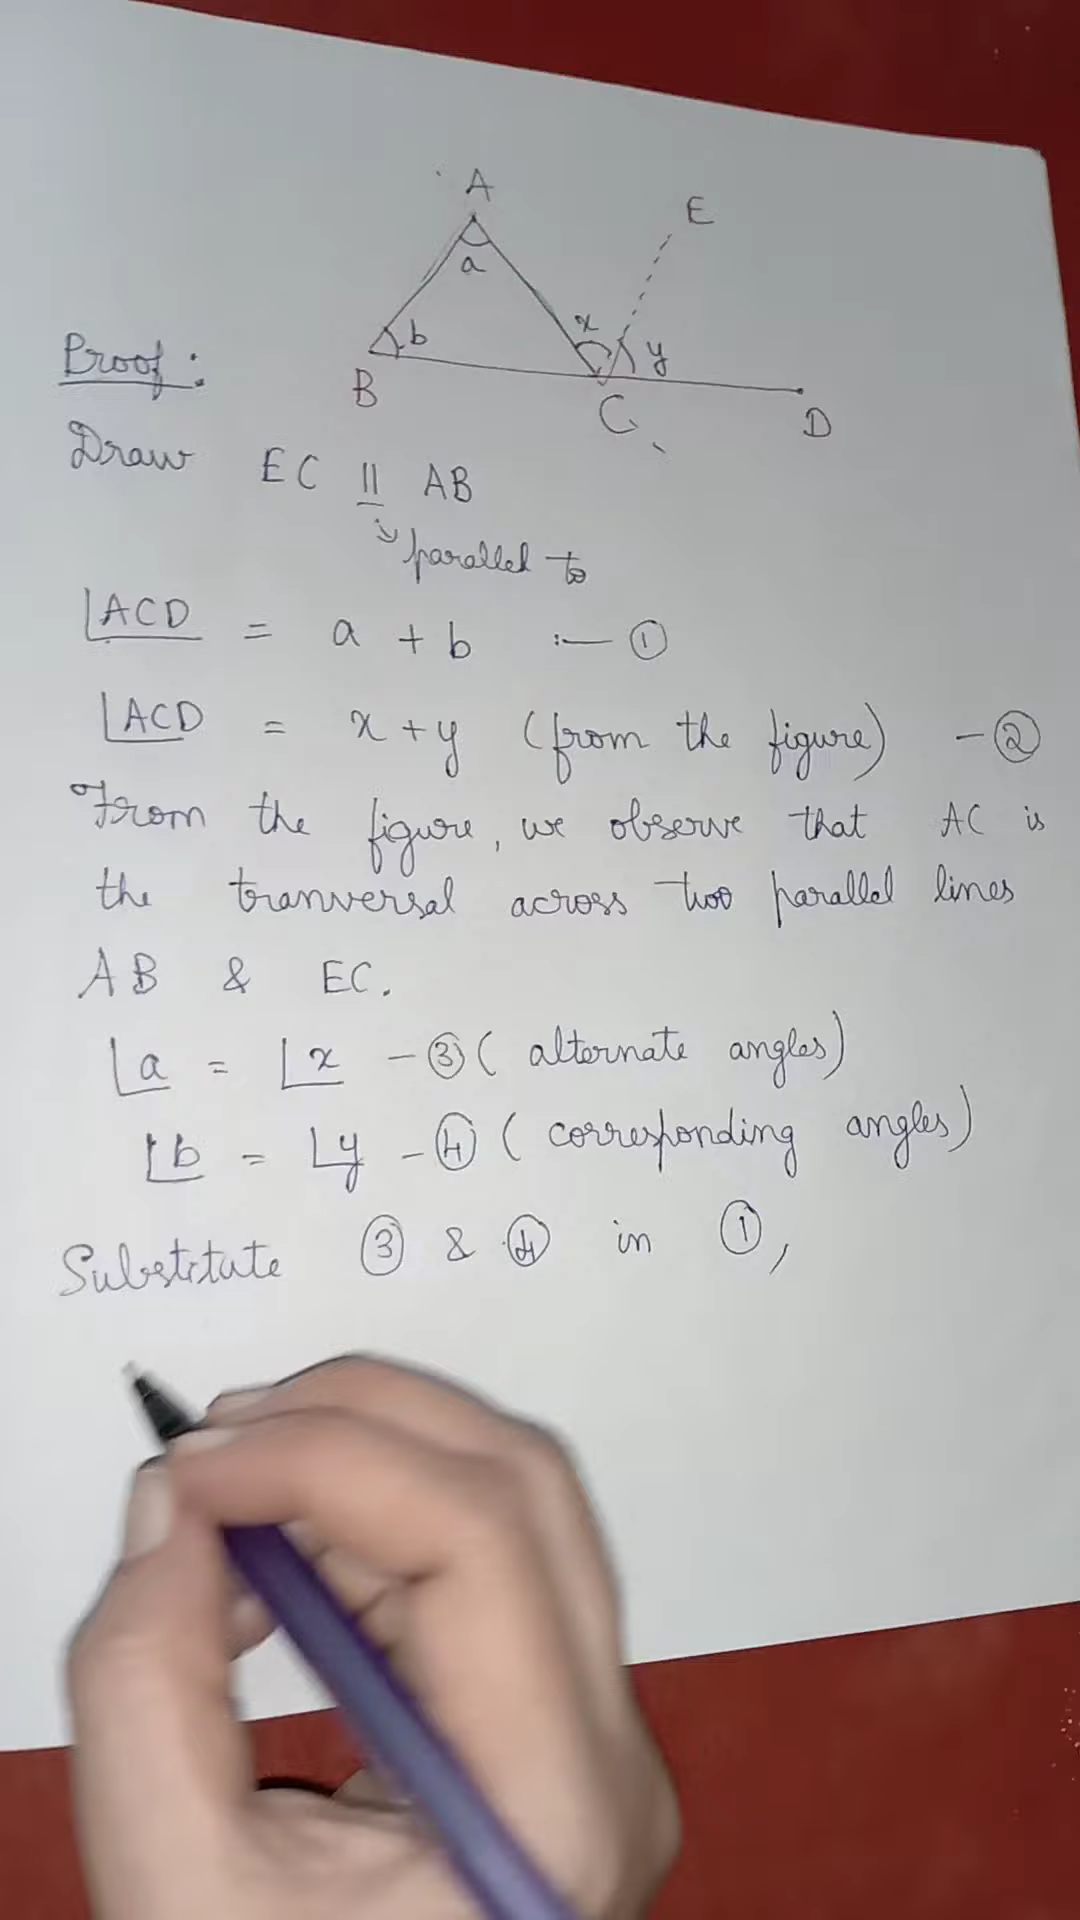 A
E
a
x
b
y
B
C
D
Proof :
Draw EC || AB
parallel to
∠ACD = a + b :— ①
∠ACD = x + y (from the figure) - ②
From the figure, we observe that AC is
the tranversal across two parallel lines
AB & EC.
∠a = ∠x - ③ ( alternate angles)
∠b = ∠y - ④ ( corresponding angles)
Substitute ③ & ④ in ①,